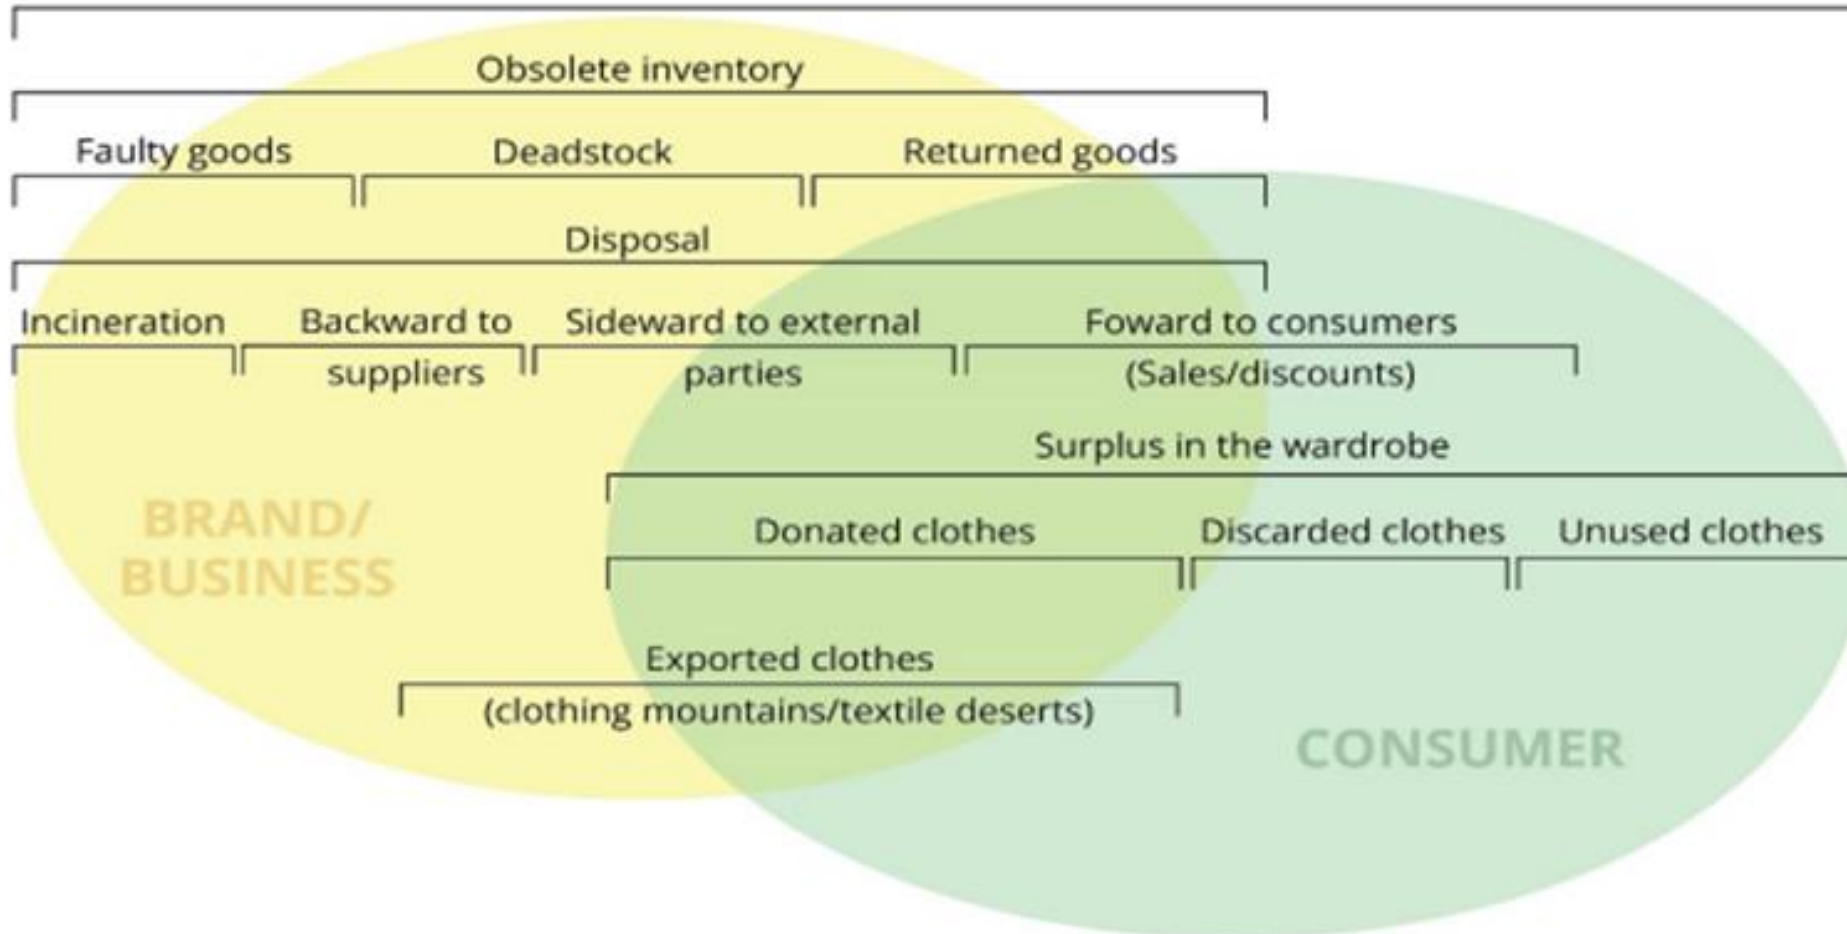 Obsolete inventory
Faulty goods Deadstock Returned goods
Disposal
Incineration Backward to Sideward to external Foward to consumers
suppliers parties (Sales/discounts)
Surplus in the wardrobe
Donated clothes Discarded clothes Unused clothes
BRAND/
BUSINESS
Exported clothes
(clothing mountains/textile deserts)
CONSUMER